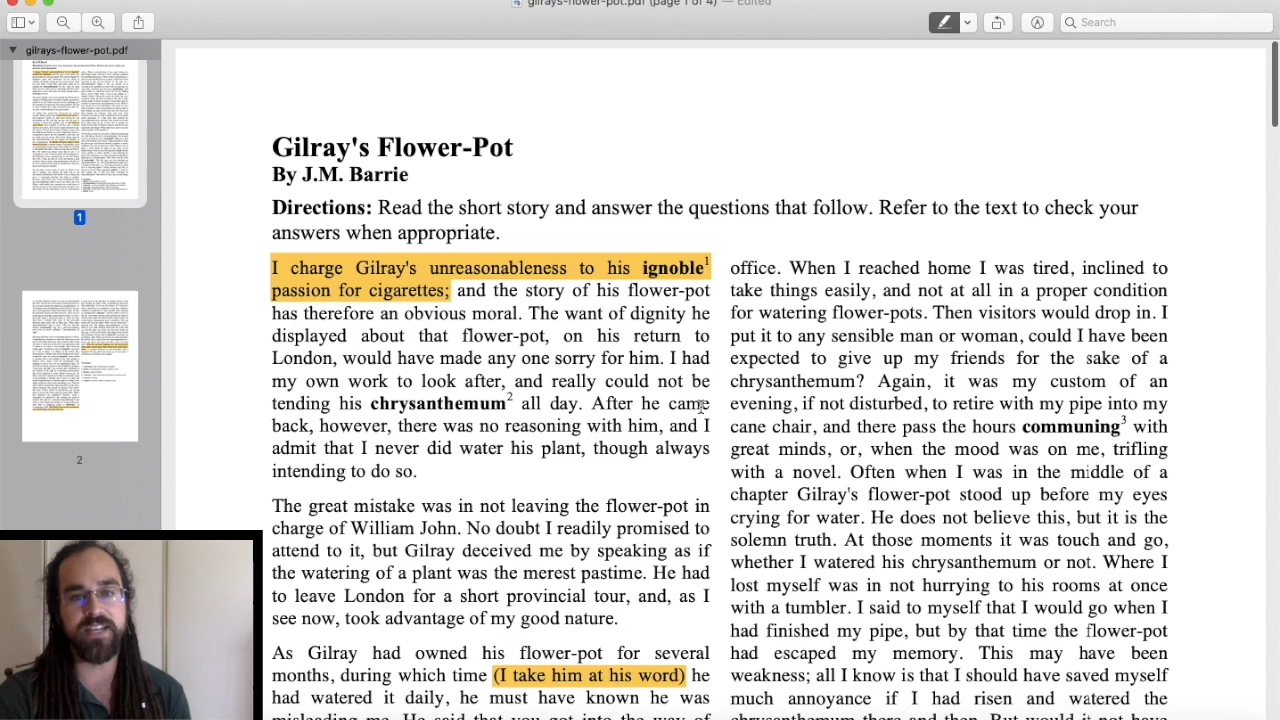 gilrays-flower-pot.pdf (page 1 of 4) — Edited
Search
gilrays-flower-pot.pdf
1
2
Gilray's Flower-Pot
By J.M. Barrie
Directions: Read the short story and answer the questions that follow. Refer to the text to check your
answers when appropriate.
I charge Gilray's unreasonableness to his ignoble1
passion for cigarettes; and the story of his flower-pot
has therefore an obvious moral. The want of dignity he
displayed about that flower-pot, on his return to
London, would have made any one sorry for him. I had
my own work to look after, and really could not be
tending his chrysanthemum2 all day. After he came
back, however, there was no reasoning with him, and I
admit that I never did water his plant, though always
intending to do so.
The great mistake was in not leaving the flower-pot in
charge of William John. No doubt I readily promised to
attend to it, but Gilray deceived me by speaking as if
the watering of a plant was the merest pastime. He had
to leave London for a short provincial tour, and, as I
see now, took advantage of my good nature.
As Gilray had owned his flower-pot for several
months, during which time (I take him at his word) he
had watered it daily, he must have known he was
misleading me. He said that you got into the way of
office. When I reached home I was tired, inclined to
take things easily, and not at all in a proper condition
for watering flower-pots. Then visitors would drop in. I
put it to any sensible man or woman, could I have been
expected to give up my friends for the sake of a
chrysanthemum? Again, it was my custom of an
evening, if not disturbed, to retire with my pipe into my
cane chair, and there pass the hours communing3 with
great minds, or, when the mood was on me, trifling
with a novel. Often when I was in the middle of a
chapter Gilray's flower-pot stood up before my eyes
crying for water. He does not believe this, but it is the
solemn truth. At those moments it was touch and go,
whether I watered his chrysanthemum or not. Where I
lost myself was in not hurrying to his rooms at once
with a tumbler. I said to myself that I would go when I
had finished my pipe, but by that time the flower-pot
had escaped my memory. This may have been
weakness; all I know is that I should have saved myself
much annoyance if I had risen and watered the
chrysanthemum there and then. But would it not have